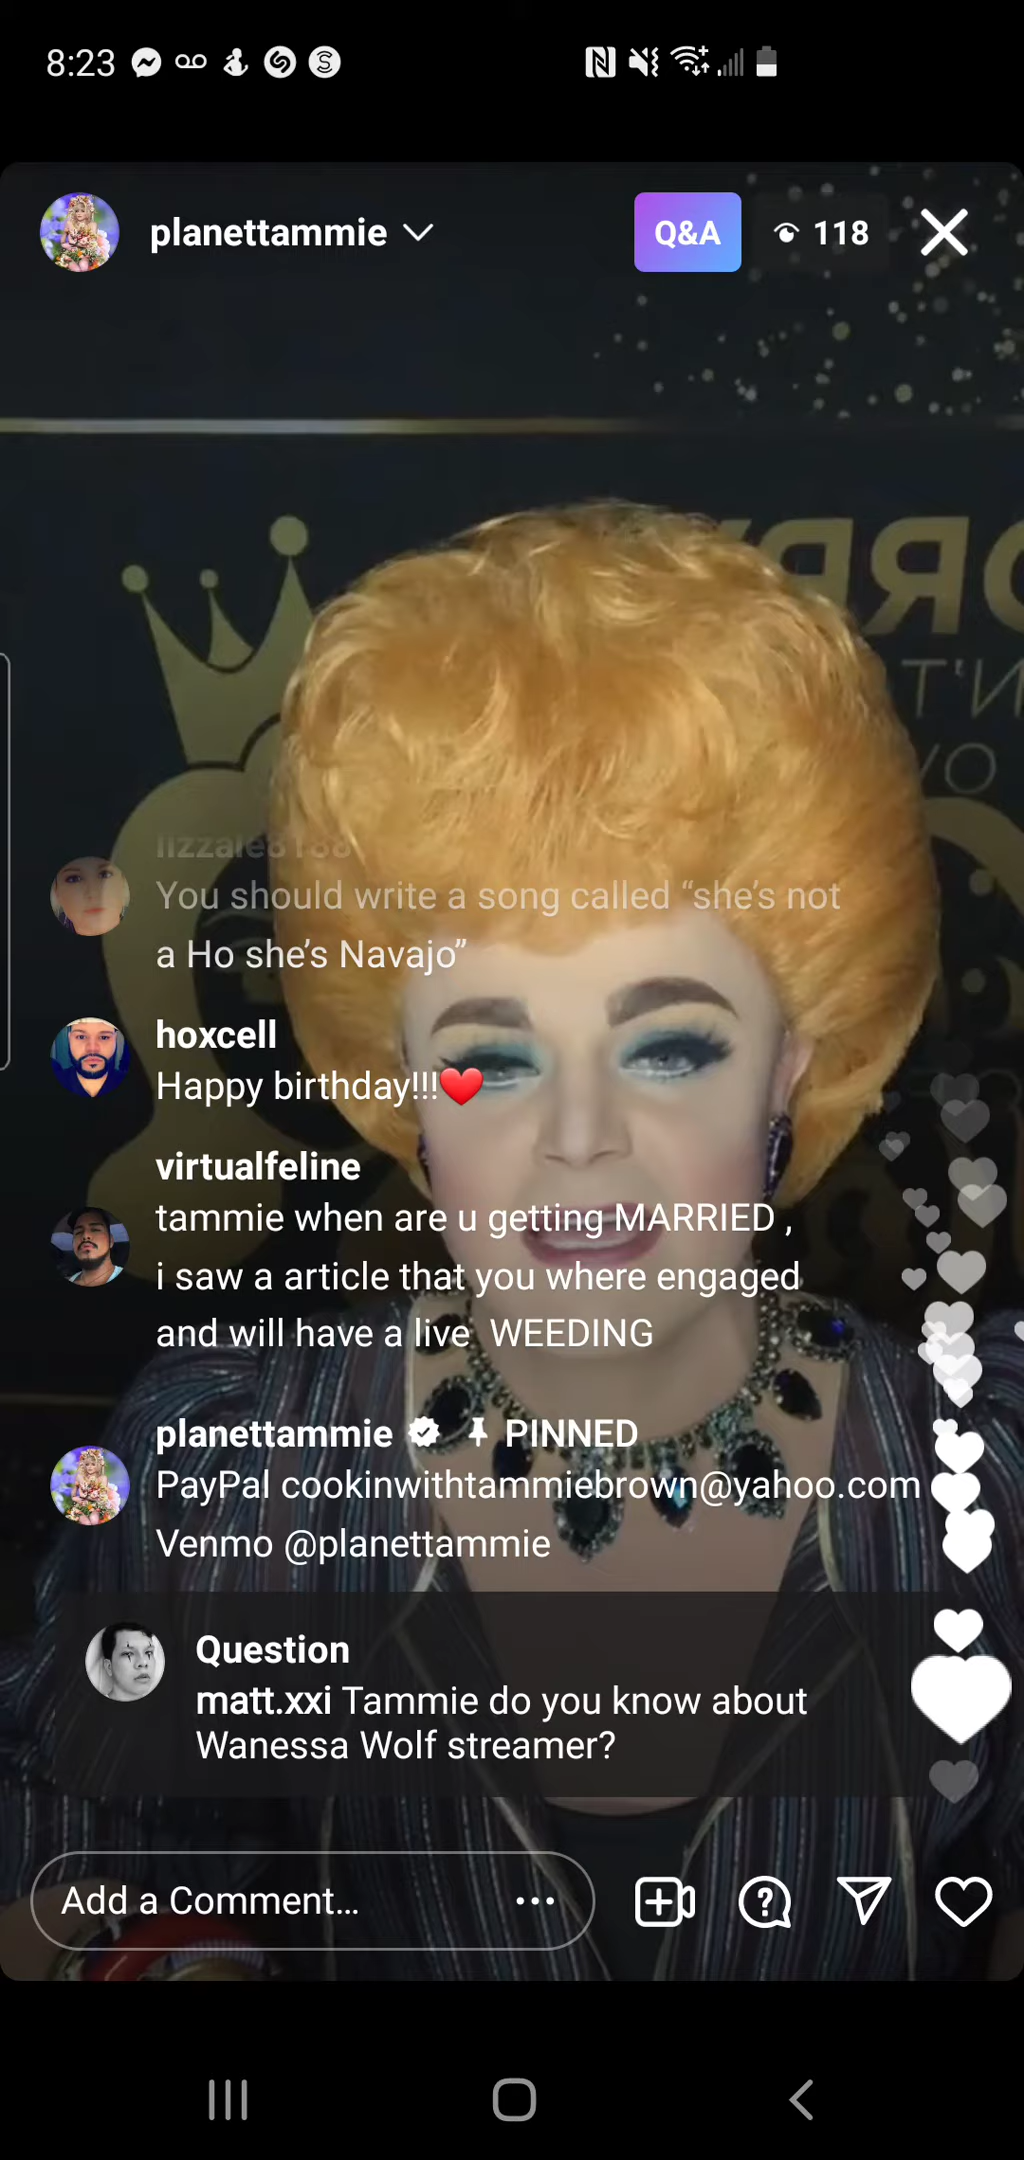 8:23
planettammie
Q&A
118
ORRY
N'T
YO
You should write a song called “she’s not
a Ho she’s Navajo”
hoxcell
Happy birthday!!!❤️
virtualfeline
tammie when are u getting MARRIED ,
i saw a article that you where engaged
and will have a live  WEEDING
planettammie PINNED
PayPal cookinwithtammiebrown@yahoo.com
Venmo @planettammie
Question
matt.xxi Tammie do you know about
Wanessa Wolf streamer?
Add a Comment...